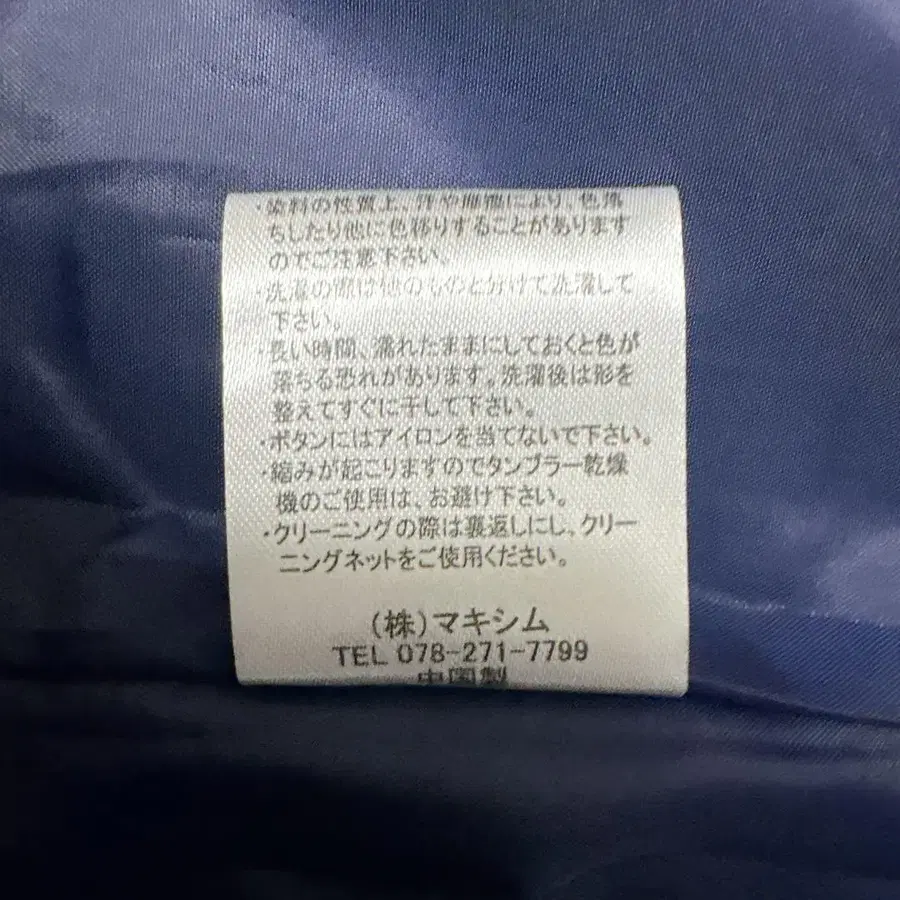 ・染料の性質上、汗や摩擦により、色落
ちしたり他に色移りすることがあります
のでご注意下さい。
・洗濯の際は他のものと分けて洗濯して
下さい。
・長い時間、濡れたままにしておくと色が
落ちる恐れがあります。洗濯後は形を
整えてすぐに干して下さい。
・ボタンにはアイロンを当てないで下さい。
・縮みが起こりますのでタンブラー乾燥
機のご使用は、お避け下さい。
・クリーニングの際は裏返しにし、クリー
ニングネットをご使用ください。
(株)マキシム
TEL 078-271-7799
中国製